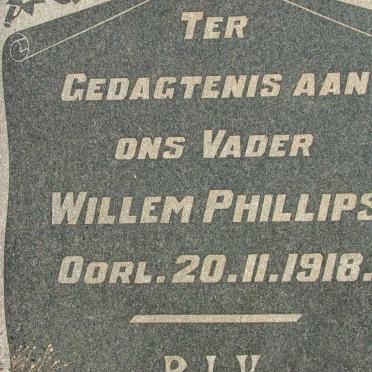 TER
GEDAGTENIS AAN
ONS VADER
WILLEM PHILLIPS
OORL. 20.11.1918.
R.I.V.